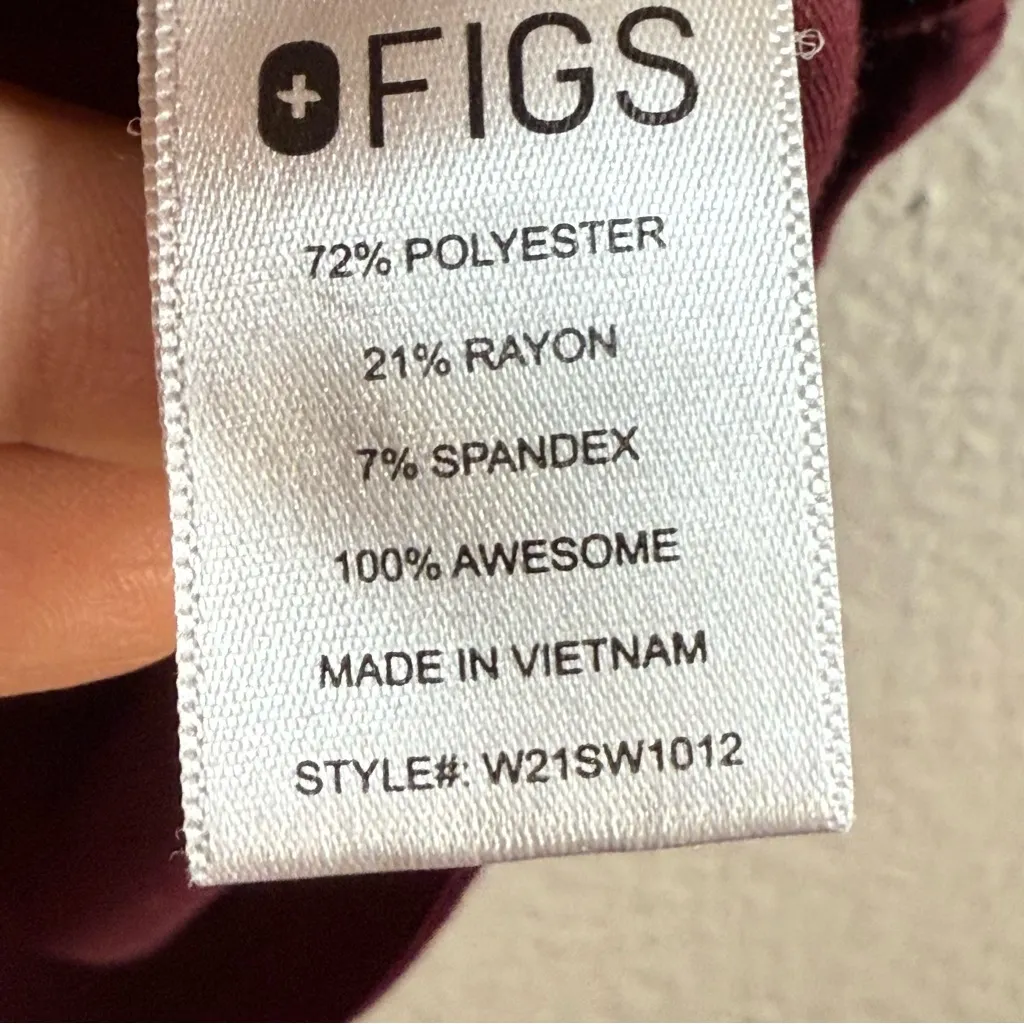 FIGS
72% POLYESTER
21% RAYON
7% SPANDEX
100% AWESOME
MADE IN VIETNAM
STYLE#: W21SW1012